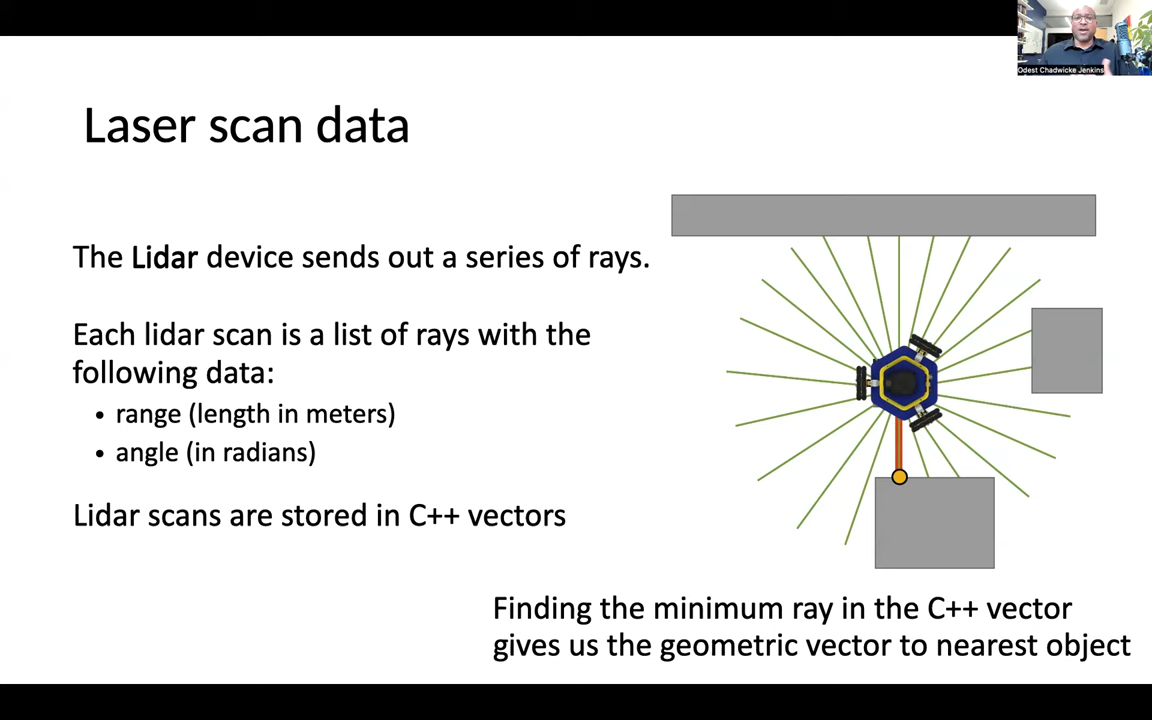 Odest Chadwicke Jenkins
Laser scan data
The Lidar device sends out a series of rays.
Each lidar scan is a list of rays with the
following data:
• range (length in meters)
• angle (in radians)
Lidar scans are stored in C++ vectors
Finding the minimum ray in the C++ vector
gives us the geometric vector to nearest object